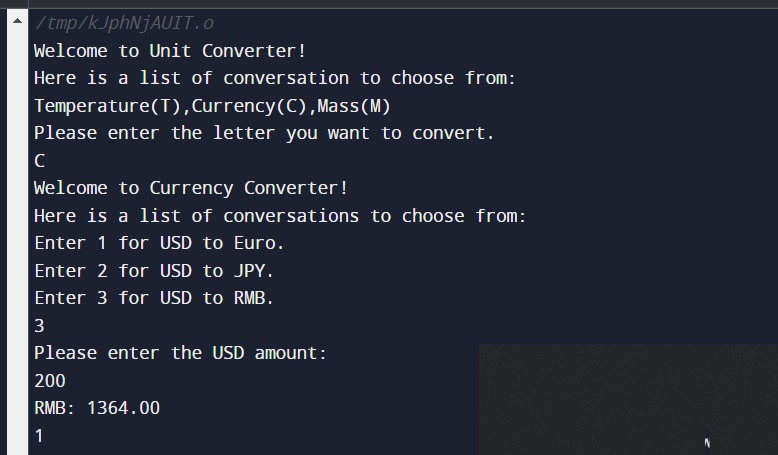 /tmp/kJphNjAUIT.o
Welcome to Unit Converter!
Here is a list of conversation to choose from:
Temperature(T),Currency(C),Mass(M)
Please enter the letter you want to convert.
C
Welcome to Currency Converter!
Here is a list of conversations to choose from:
Enter 1 for USD to Euro.
Enter 2 for USD to JPY.
Enter 3 for USD to RMB.
3
Please enter the USD amount:
200
RMB: 1364.00
1